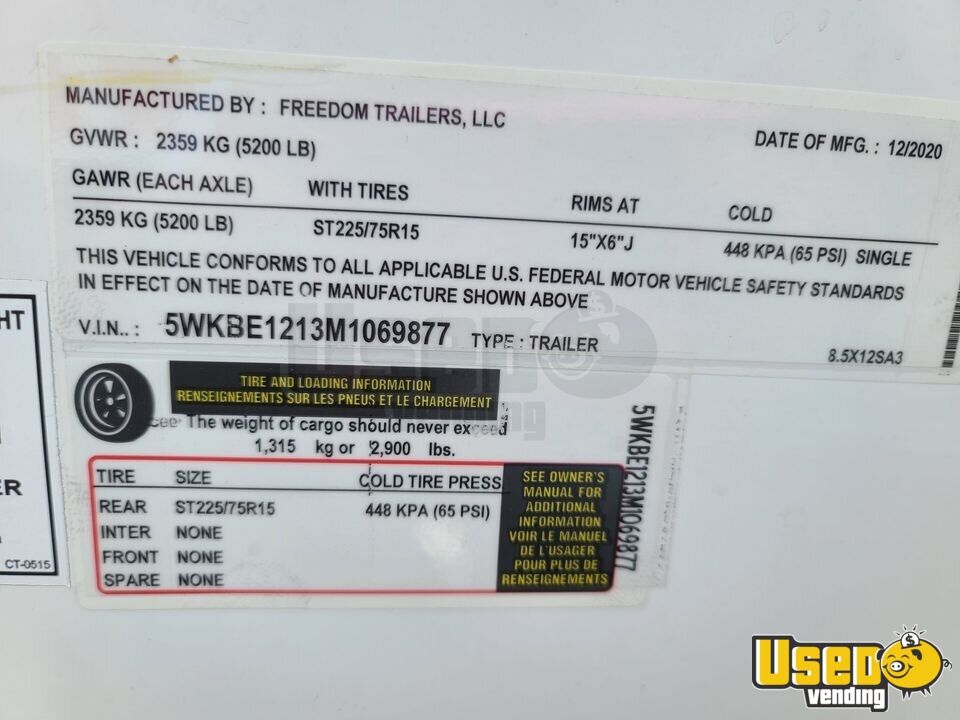 MANUFACTURED BY : FREEDOM TRAILERS, LLC
GVWR : 2359 KG (5200 LB)
DATE OF MFG. : 12/2020
GAWR (EACH AXLE) WITH TIRES RIMS AT COLD
2359 KG (5200 LB) ST225/75R15 15"X6"J 448 KPA (65 PSI) SINGLE
THIS VEHICLE CONFORMS TO ALL APPLICABLE U.S. FEDERAL MOTOR VEHICLE SAFETY STANDARDS
IN EFFECT ON THE DATE OF MANUFACTURE SHOWN ABOVE
V.I.N.. : 5WKBE1213M1069877 TYPE : TRAILER
8.5X12SA3
TIRE AND LOADING INFORMATION
RENSEIGNEMENTS SUR LES PNEUS ET LE CHARGEMENT
The weight of cargo should never exceed
1,315 kg or 2,900 lbs.
TIRE SIZE COLD TIRE PRESS
REAR ST225/75R15 448 KPA (65 PSI)
INTER NONE
FRONT NONE
SPARE NONE
SEE OWNER'S
MANUAL FOR
ADDITIONAL
INFORMATION
VOIR LE MANUEL
DE L'USAGER
POUR PLUS DE
RENSEIGNEMENTS
5WKBE1213M1069877
HT
ER
CT-0515
USED
vending
USED
vending